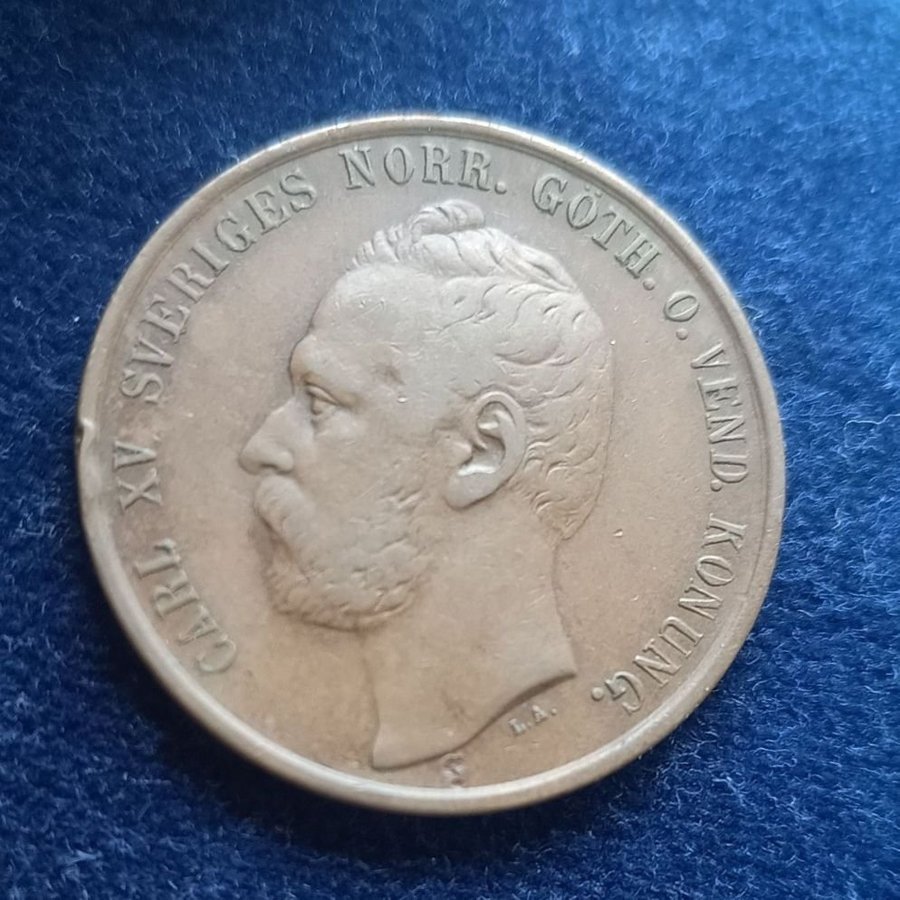 CARL XV SVERIGES NORR. GÖTH. O. VEND. KONUNG.
L.A.